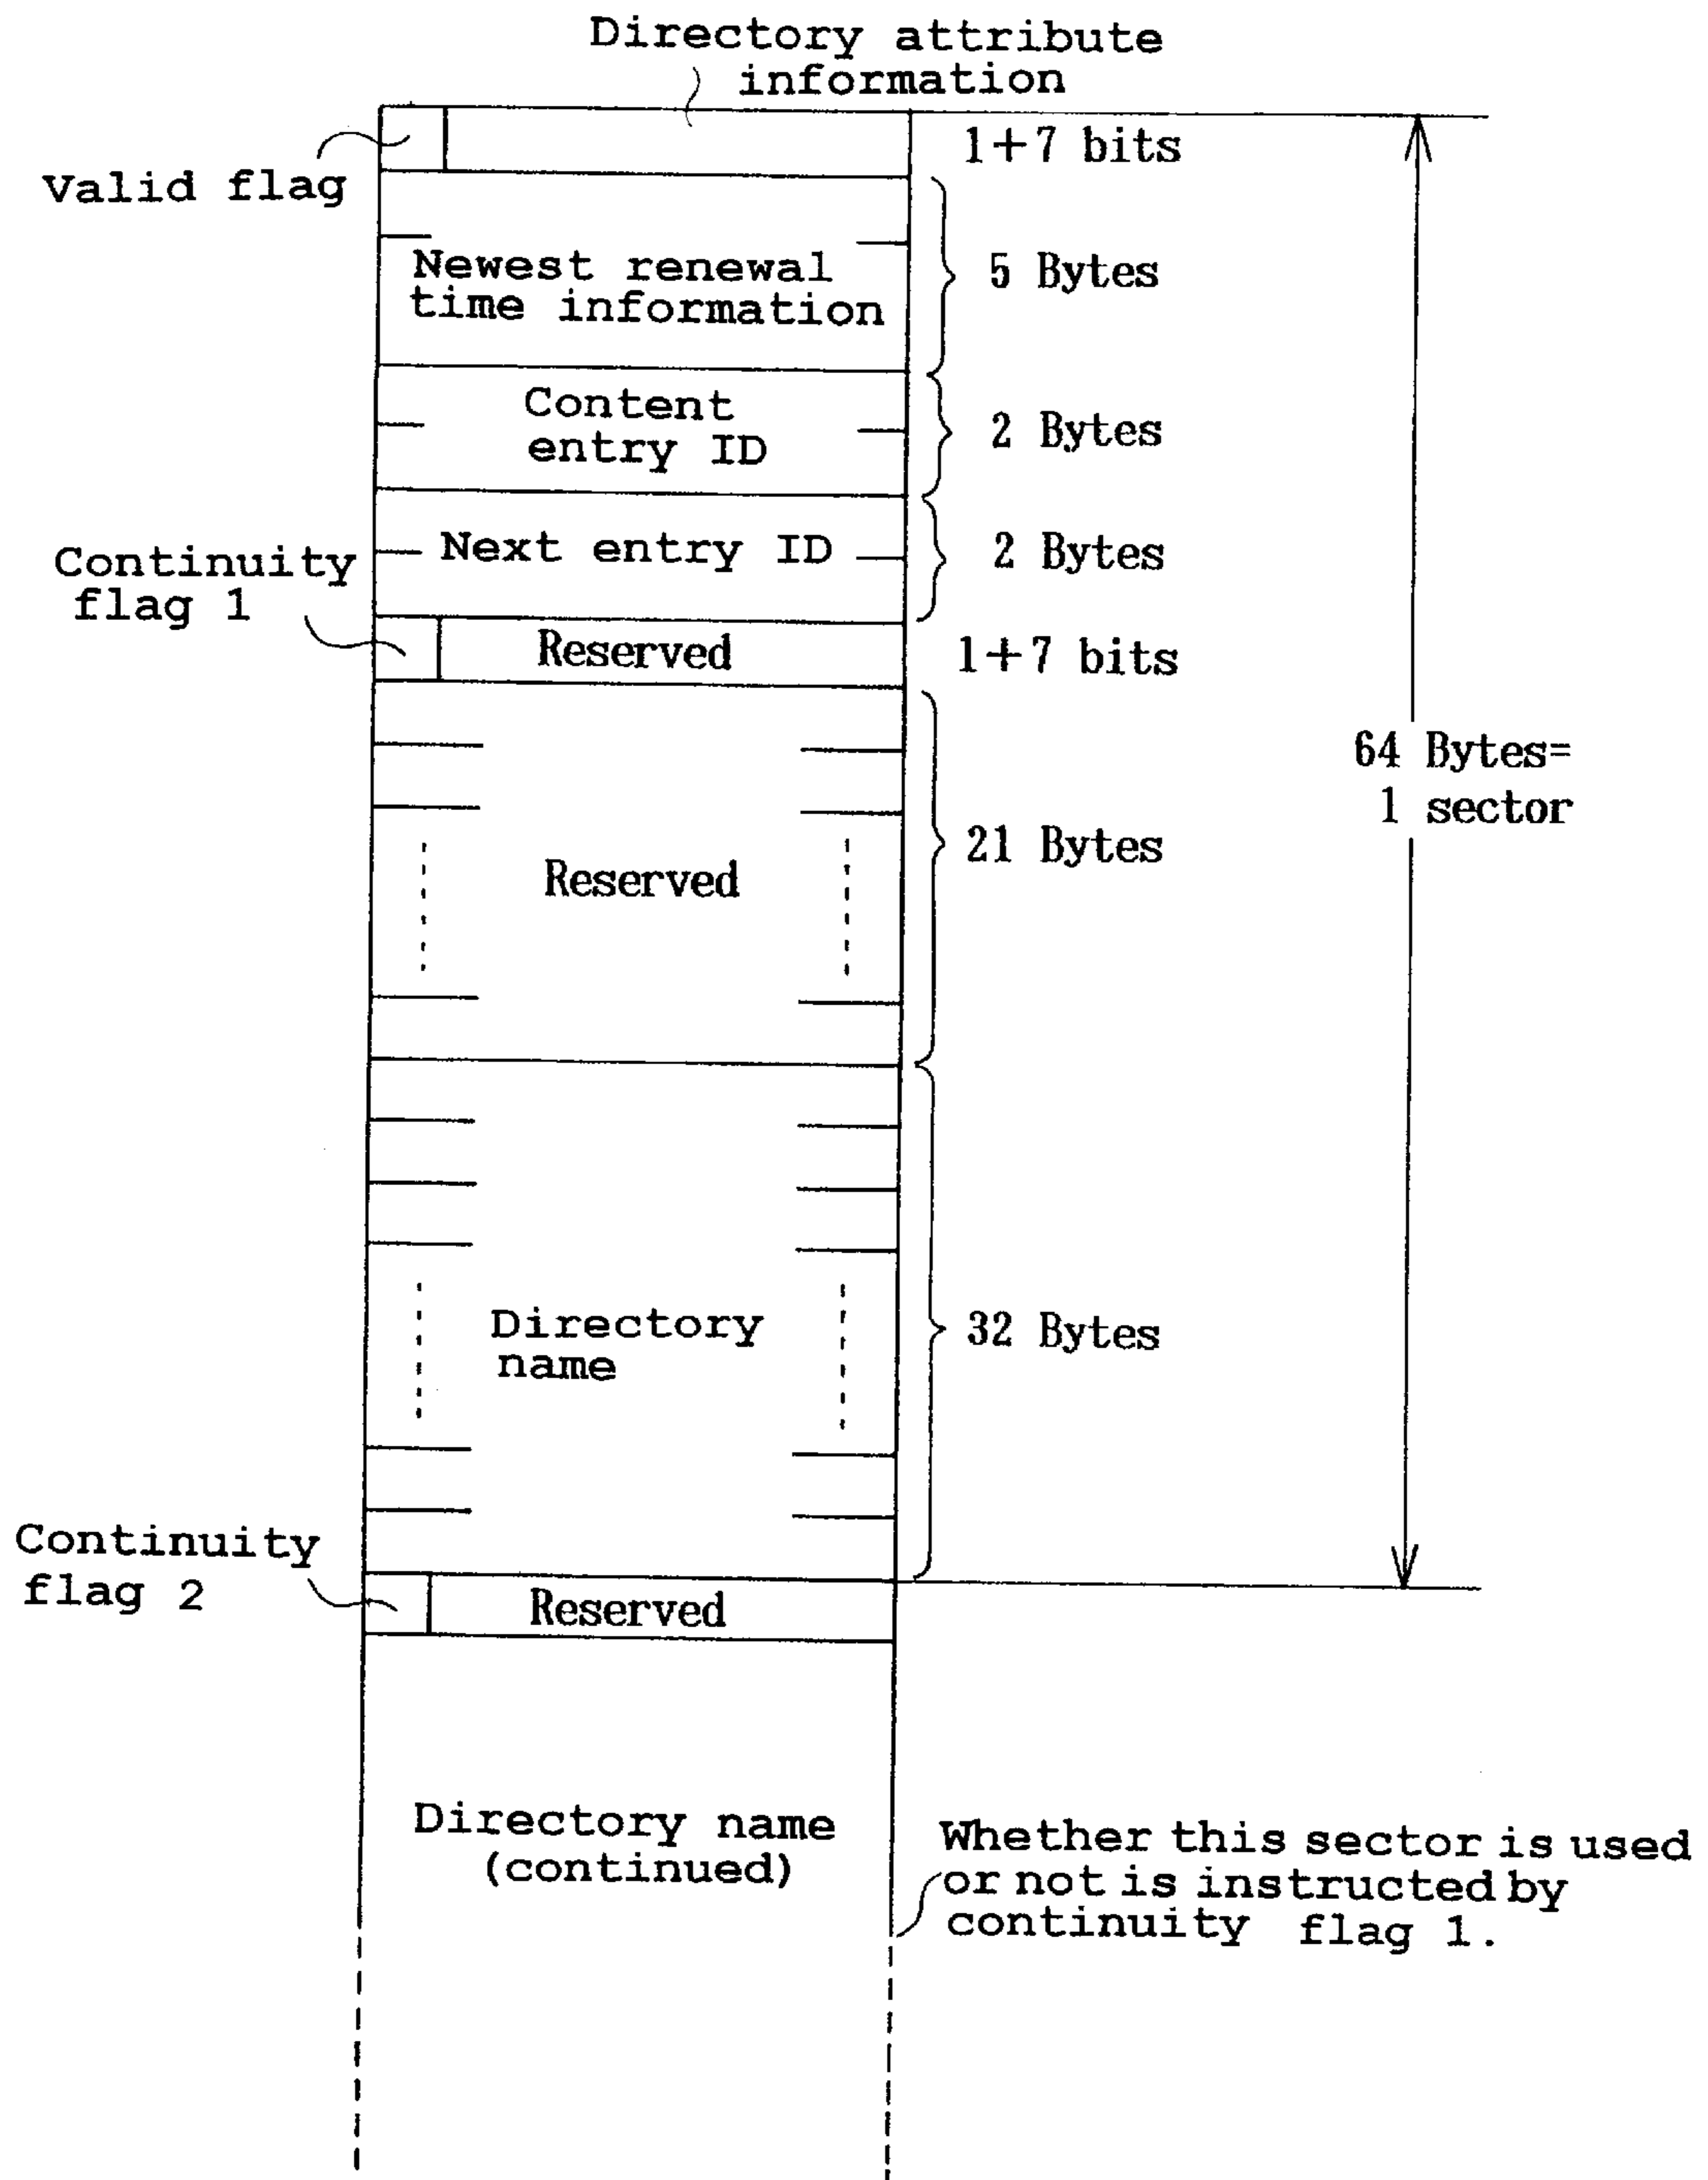 Directory attribute
information
1+7 bits
Valid flag
Newest renewal
time information
5 Bytes
Content
entry ID
2 Bytes
Next entry ID
2 Bytes
Continuity
flag 1
Reserved
1+7 bits
64 Bytes=
1 sector
Reserved
21 Bytes
Directory
name
32 Bytes
Continuity
flag 2
Reserved
Directory name
(continued)
Whether this sector is used
or not is instructed by
continuity flag 1.